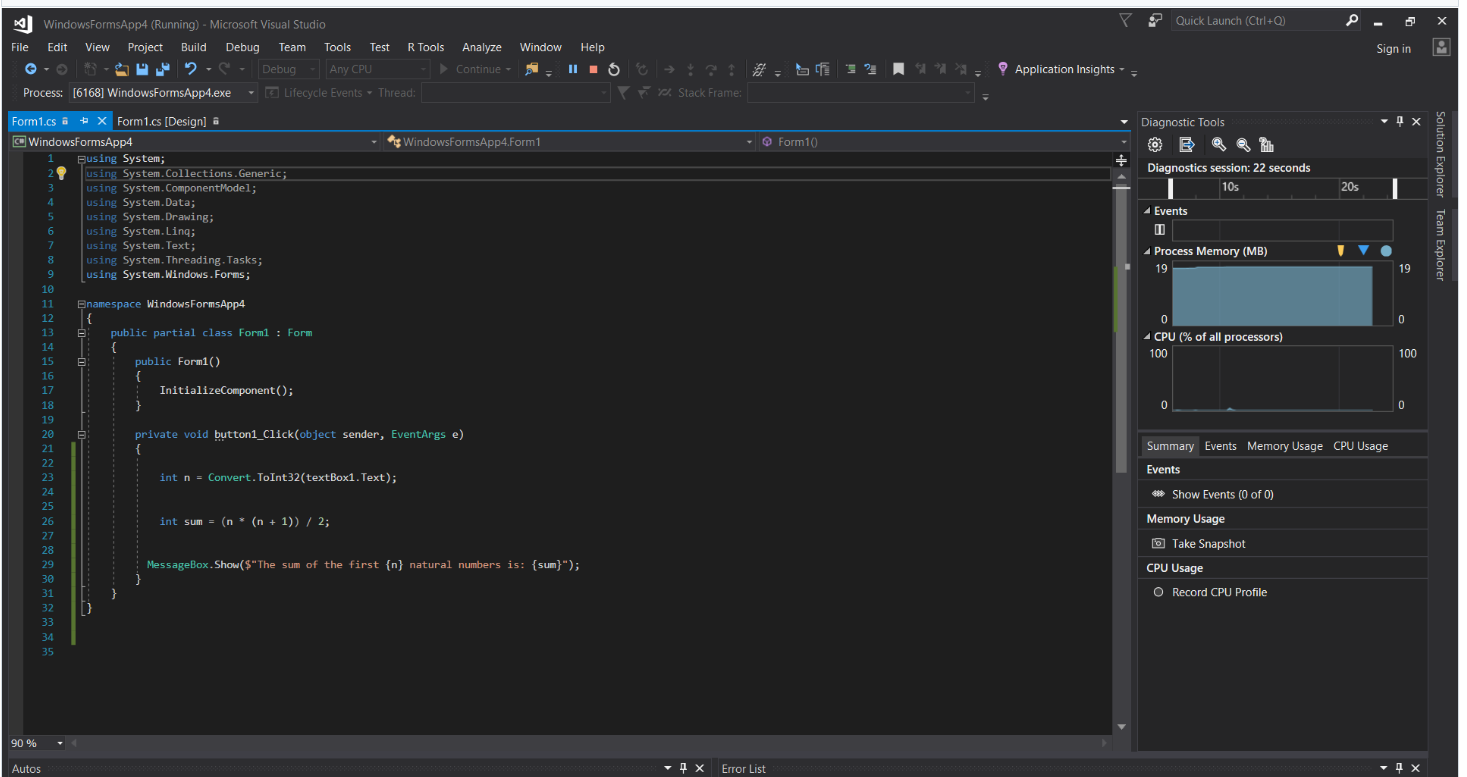 WindowsFormsApp4 (Running) - Microsoft Visual Studio
Quick Launch (Ctrl+Q)
File Edit View Project Build Debug Team Tools Test R Tools Analyze Window Help
Sign in
Debug Any CPU Continue Application Insights
Process: [6168] WindowsFormsApp4.exe Lifecycle Events Thread: Stack Frame:
Form1.cs Form1.cs [Design]
WindowsFormsApp4 WindowsFormsApp4.Form1 Form1()
1 using System;
2 using System.Collections.Generic;
3 using System.ComponentModel;
4 using System.Data;
5 using System.Drawing;
6 using System.Linq;
7 using System.Text;
8 using System.Threading.Tasks;
9 using System.Windows.Forms;
10
11 namespace WindowsFormsApp4
12 {
13 public partial class Form1 : Form
14 {
15 public Form1()
16 {
17 InitializeComponent();
18 }
19
20 private void button1_Click(object sender, EventArgs e)
21 {
22
23 int n = Convert.ToInt32(textBox1.Text);
24
25
26 int sum = (n * (n + 1)) / 2;
27
28
29 MessageBox.Show($"The sum of the first {n} natural numbers is: {sum}");
30 }
31 }
32 }
33
34
35
90 %
Autos
Error List
Diagnostic Tools
Diagnostics session: 22 seconds
10s 20s
Events
Process Memory (MB)
19 19
0 0
CPU (% of all processors)
100 100
0 0
Summary Events Memory Usage CPU Usage
Events
Show Events (0 of 0)
Memory Usage
Take Snapshot
CPU Usage
Record CPU Profile
Solution Explorer
Team Explorer